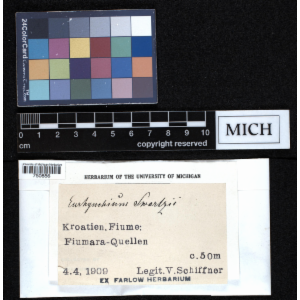 24ColorCard
0 1 2 3 4 5 6 7 8 9 10
cm copyright reserved
MICH
HERBARIUM OF THE UNIVERSITY OF MICHIGAN
Eurhynchium Swartzii
Kroatien, Fiume:
Fiumara-Quellen
c.50m
4.4, 1909 Legit. V. Schiffner
EX FARLOW HERBARIUM